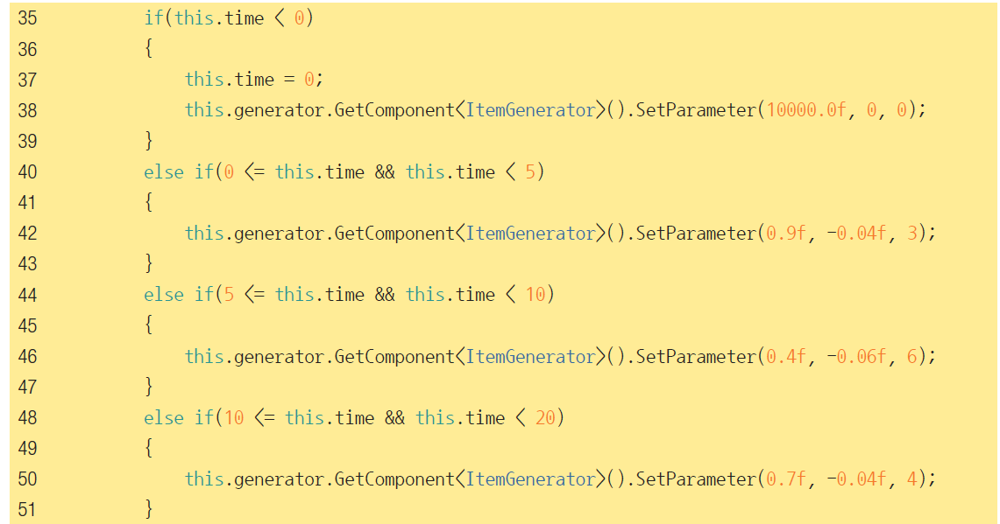 35 if(this.time < 0)
36 {
37 this.time = 0;
38 this.generator.GetComponent<ItemGenerator>().SetParameter(10000.0f, 0, 0);
39 }
40 else if(0 <= this.time && this.time < 5)
41 {
42 this.generator.GetComponent<ItemGenerator>().SetParameter(0.9f, -0.04f, 3);
43 }
44 else if(5 <= this.time && this.time < 10)
45 {
46 this.generator.GetComponent<ItemGenerator>().SetParameter(0.4f, -0.06f, 6);
47 }
48 else if(10 <= this.time && this.time < 20)
49 {
50 this.generator.GetComponent<ItemGenerator>().SetParameter(0.7f, -0.04f, 4);
51 }